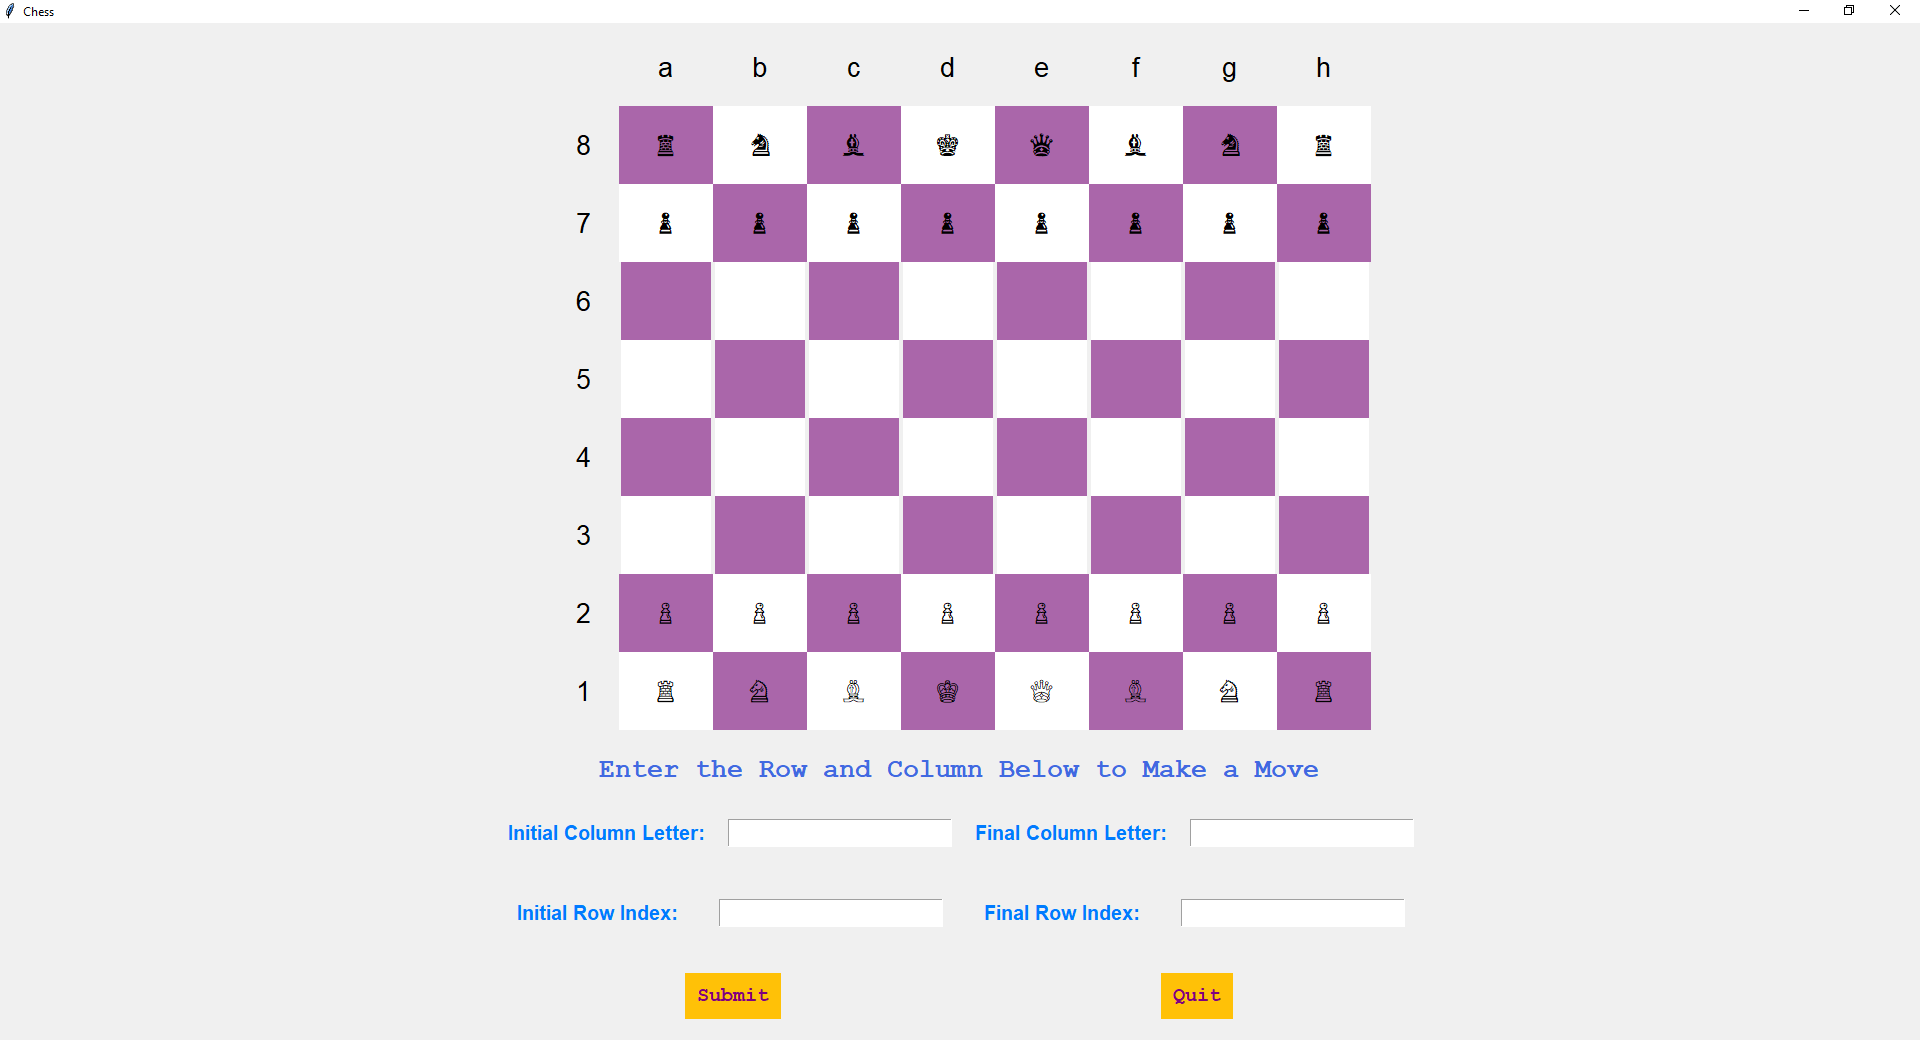 Chess
a b c d e f g h
8 ♜ ♞ ♝ ♚ ♛ ♝ ♞ ♜
7 ♟ ♟ ♟ ♟ ♟ ♟ ♟ ♟
6
5
4
3
2 ♙ ♙ ♙ ♙ ♙ ♙ ♙ ♙
1 ♖ ♘ ♗ ♔ ♕ ♗ ♘ ♖
Enter the Row and Column Below to Make a Move
Initial Column Letter: Final Column Letter:
Initial Row Index: Final Row Index:
Submit Quit